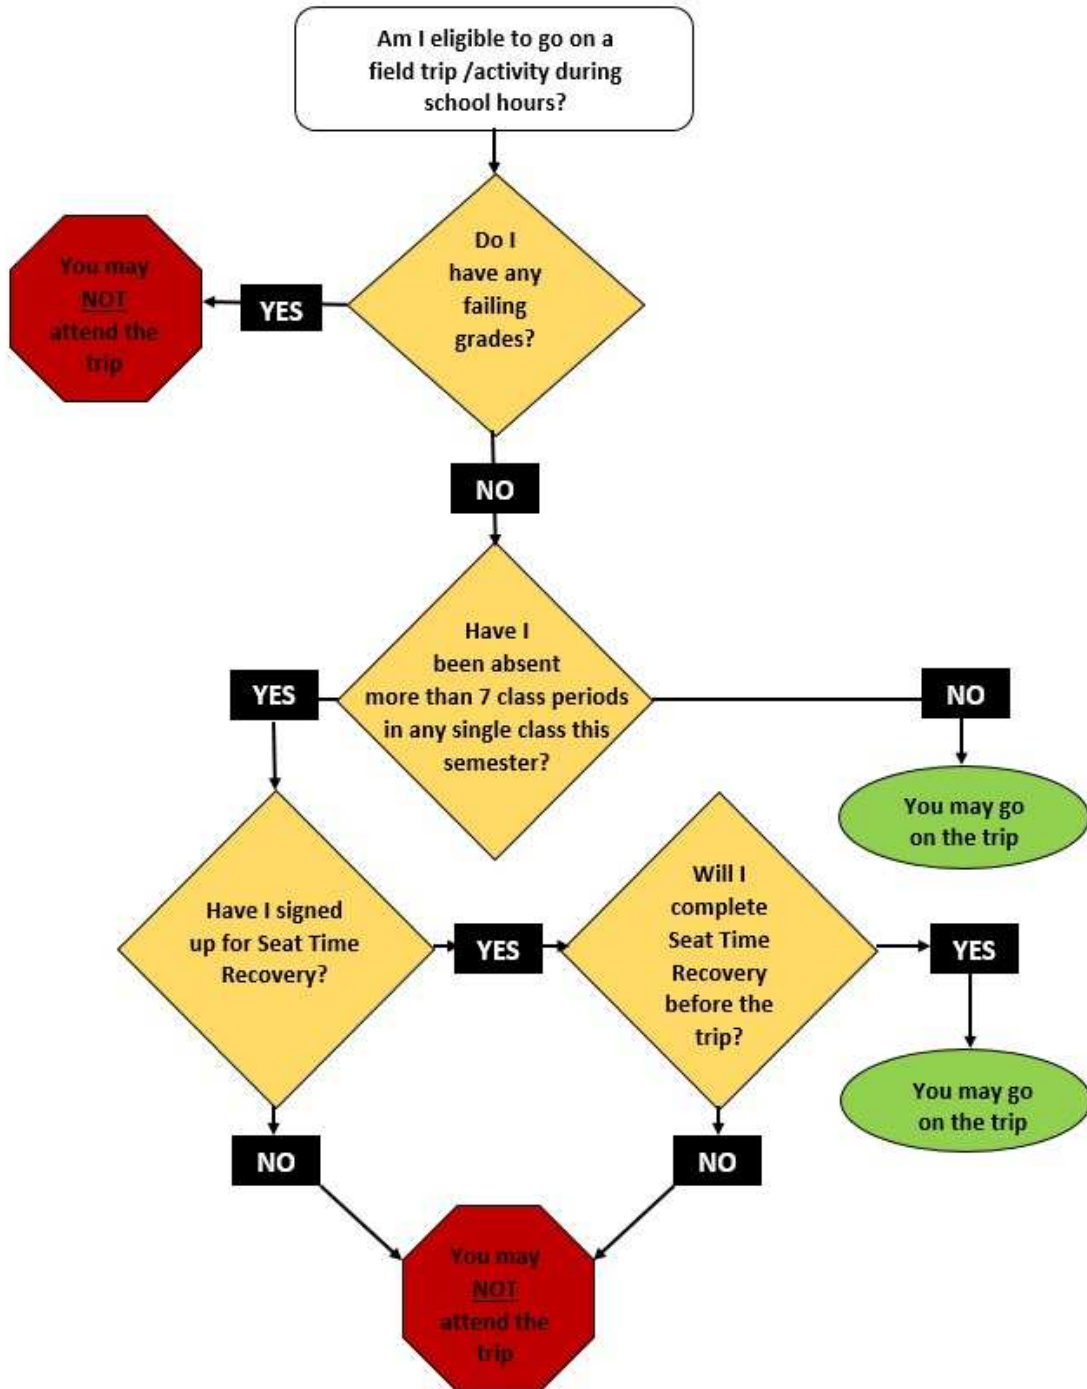 Am I eligible to go on a
field trip /activity during
school hours?
Do I
have any
failing
grades?
YES
You may
NOT
attend the
trip
NO
Have I
been absent
more than 7 class periods
in any single class this
semester?
YES
NO
You may go
on the trip
Have I signed
up for Seat Time
Recovery?
YES
Will I
complete
Seat Time
Recovery
before the
trip?
YES
You may go
on the trip
NO
NO
You may
NOT
attend the
trip